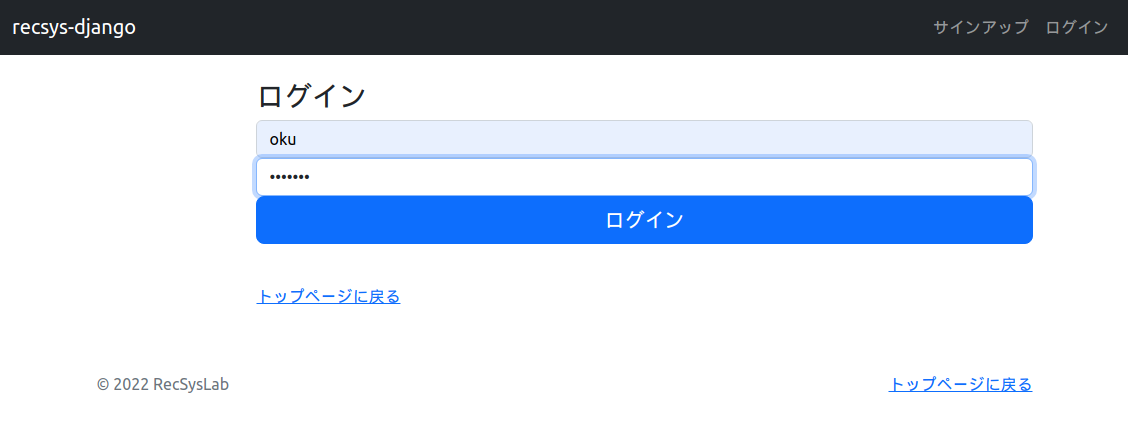 recsys-django サインアップ ログイン
ログイン
oku
•••••••
ログイン
トップページに戻る
© 2022 RecSysLab トップページに戻る